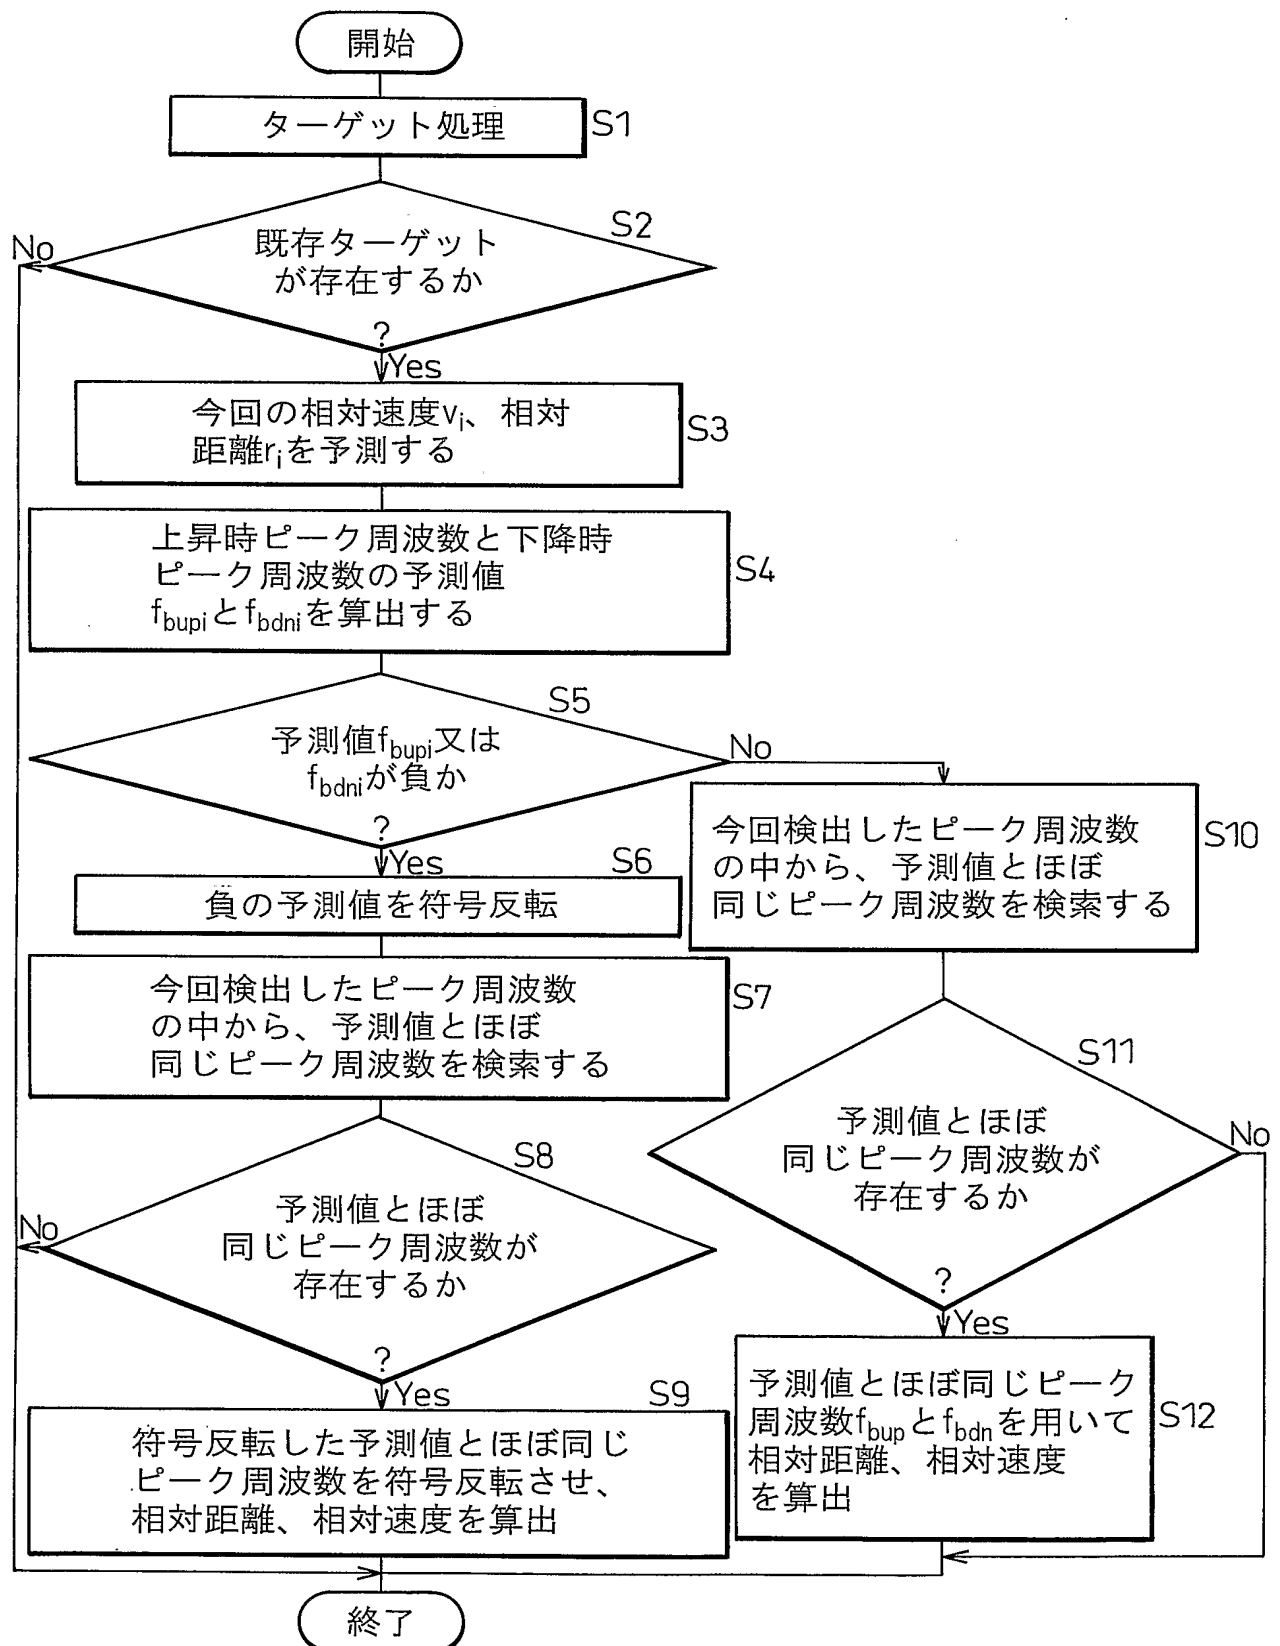 開始
ターゲット処理
S1
S2
既存ターゲット
が存在するか
?
No
Yes
今回の相対速度vi、相対
距離riを予測する
S3
上昇時ピーク周波数と下降時
ピーク周波数の予測値
fbupiとfbdniを算出する
S4
S5
予測値fbupi又は
fbdniが負か
?
No
Yes
S6
負の予測値を符号反転
今回検出したピーク周波数
の中から、予測値とほぼ
同じピーク周波数を検索する
S7
S8
予測値とほぼ
同じピーク周波数が
存在するか
?
No
Yes
S9
符号反転した予測値とほぼ同じ
ピーク周波数を符号反転させ、
相対距離、相対速度を算出
今回検出したピーク周波数
の中から、予測値とほぼ
同じピーク周波数を検索する
S10
S11
予測値とほぼ
同じピーク周波数が
存在するか
?
No
Yes
予測値とほぼ同じピーク
周波数fbupとfbdnを用いて
相対距離、相対速度
を算出
S12
終了